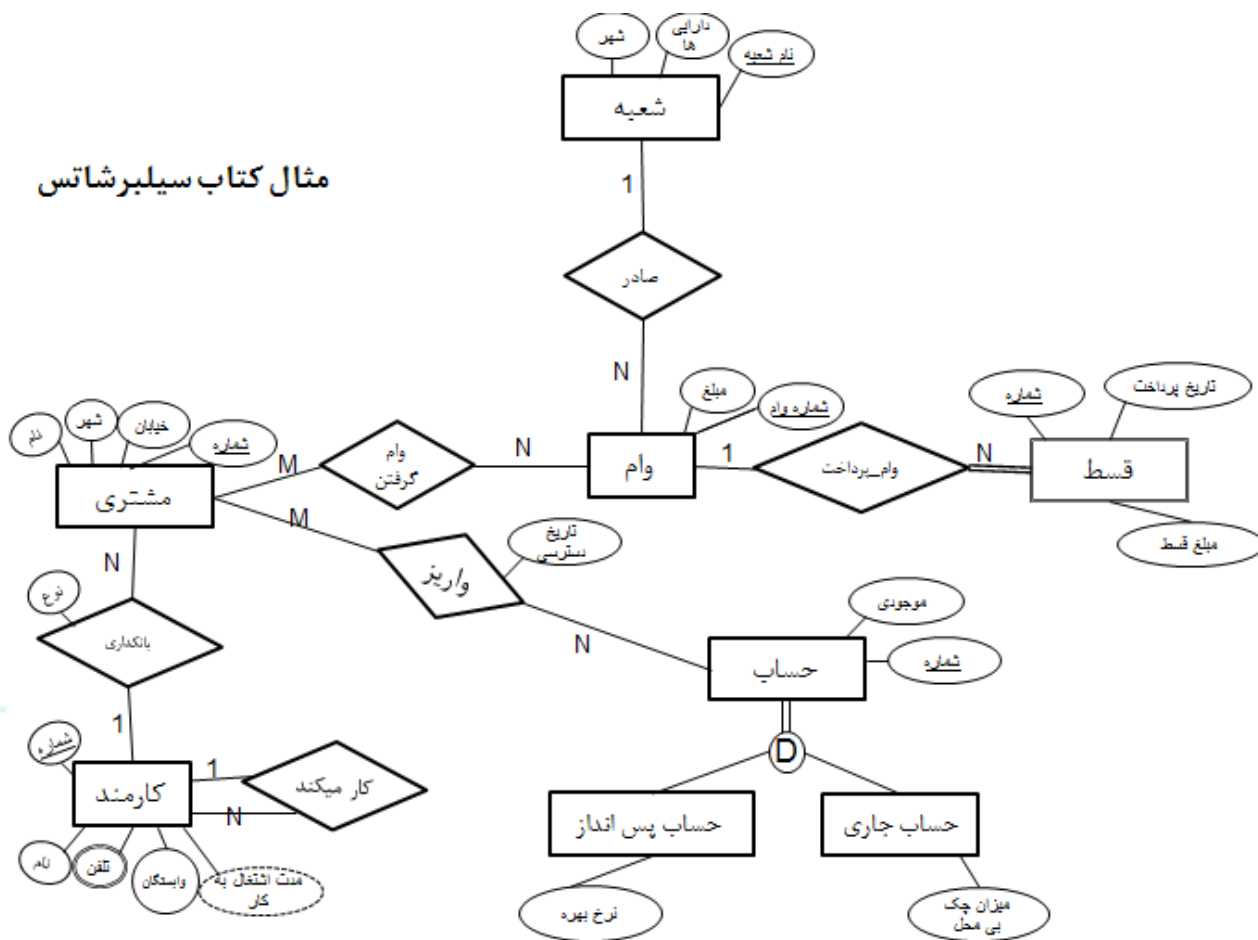 شهر
دارایی
ها
نام شعبه
شعبه
مثال کتاب سیلبرشاتس
1
صادر
N
مبلغ
شماره وام
شماره
تاریخ پرداخت
نام
شهر
خیابان
شماره
مشتری
M
وام
گرفتن
N
وام
1
وام_پرداخت
N
قسط
مبلغ قسط
M
واریز
تاریخ
دسترسی
N
N
نوع
بانکداری
1
موجودی
شماره
حساب
D
شماره
کارمند
1
N
کار میکند
نام
تلفن
وابستگان
مدت اشتغال به
کار
حساب پس انداز
حساب جاری
نرخ بهره
میزان چک
بی محل